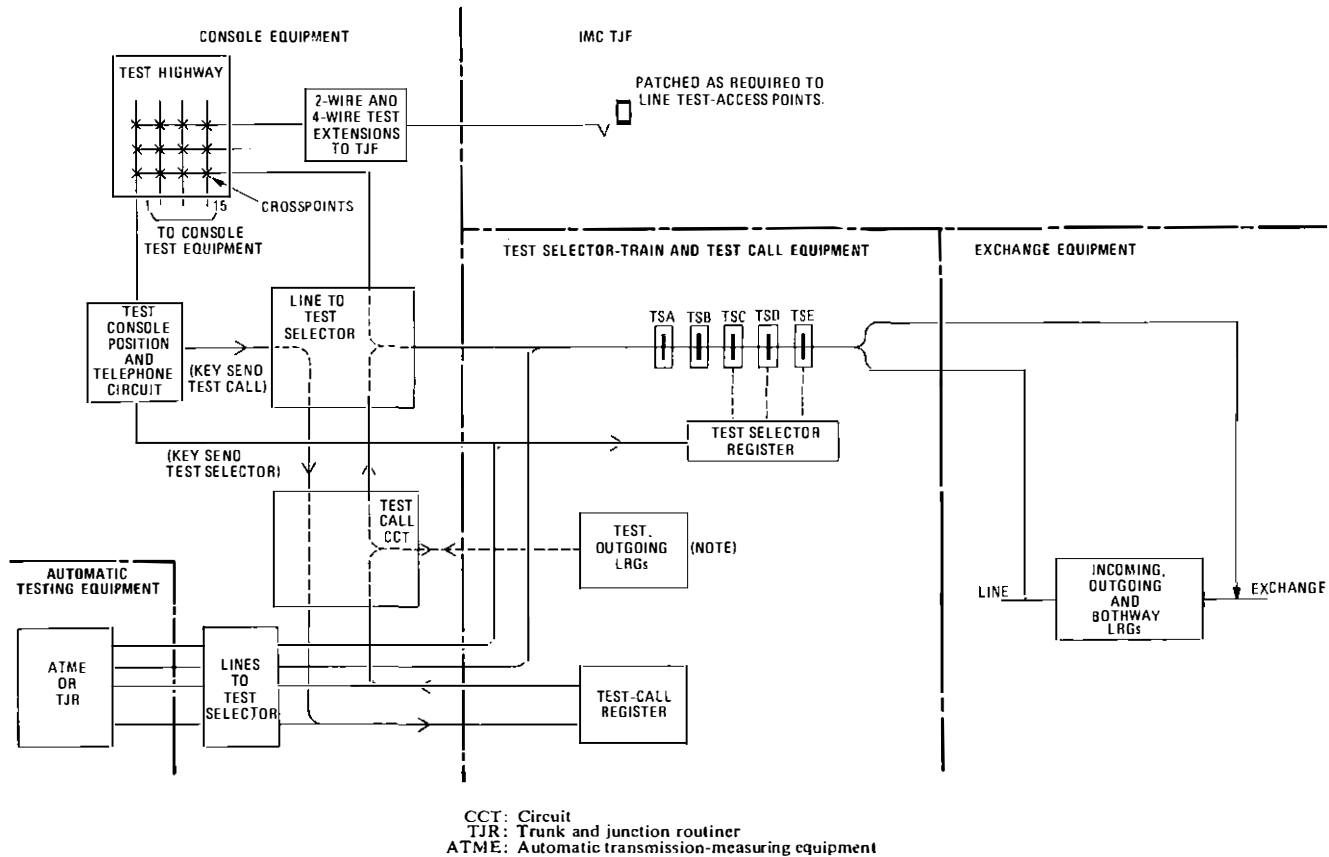 CONSOLE EQUIPMENT
IMC TJF
TEST HIGHWAY
2-WIRE AND
4-WIRE TEST
EXTENSIONS
TO TJF
PATCHED AS REQUIRED TO
LINE TEST-ACCESS POINTS.
CROSSPOINTS
1 15
TO CONSOLE
TEST EQUIPMENT
TEST SELECTOR-TRAIN AND TEST CALL EQUIPMENT
EXCHANGE EQUIPMENT
TEST
CONSOLE
POSITION
AND
TELEPHONE
CIRCUIT
(KEY SEND
TEST CALL)
LINE TO
TEST
SELECTOR
TSA TSB TSC TSD TSE
TEST SELECTOR
REGISTER
(KEY SEND
TEST SELECTOR)
TEST
CALL
CCT
TEST.
OUTGOING
LRGs
(NOTE)
LINE
INCOMING,
OUTGOING
AND
BOTHWAY
LRGs
EXCHANGE
AUTOMATIC
TESTING EQUIPMENT
ATME
OR
TJR
LINES
TO
TEST
SELECTOR
TEST-CALL
REGISTER
CCT: Circuit
TJR: Trunk and junction routiner
ATME: Automatic transmission-measuring equipment